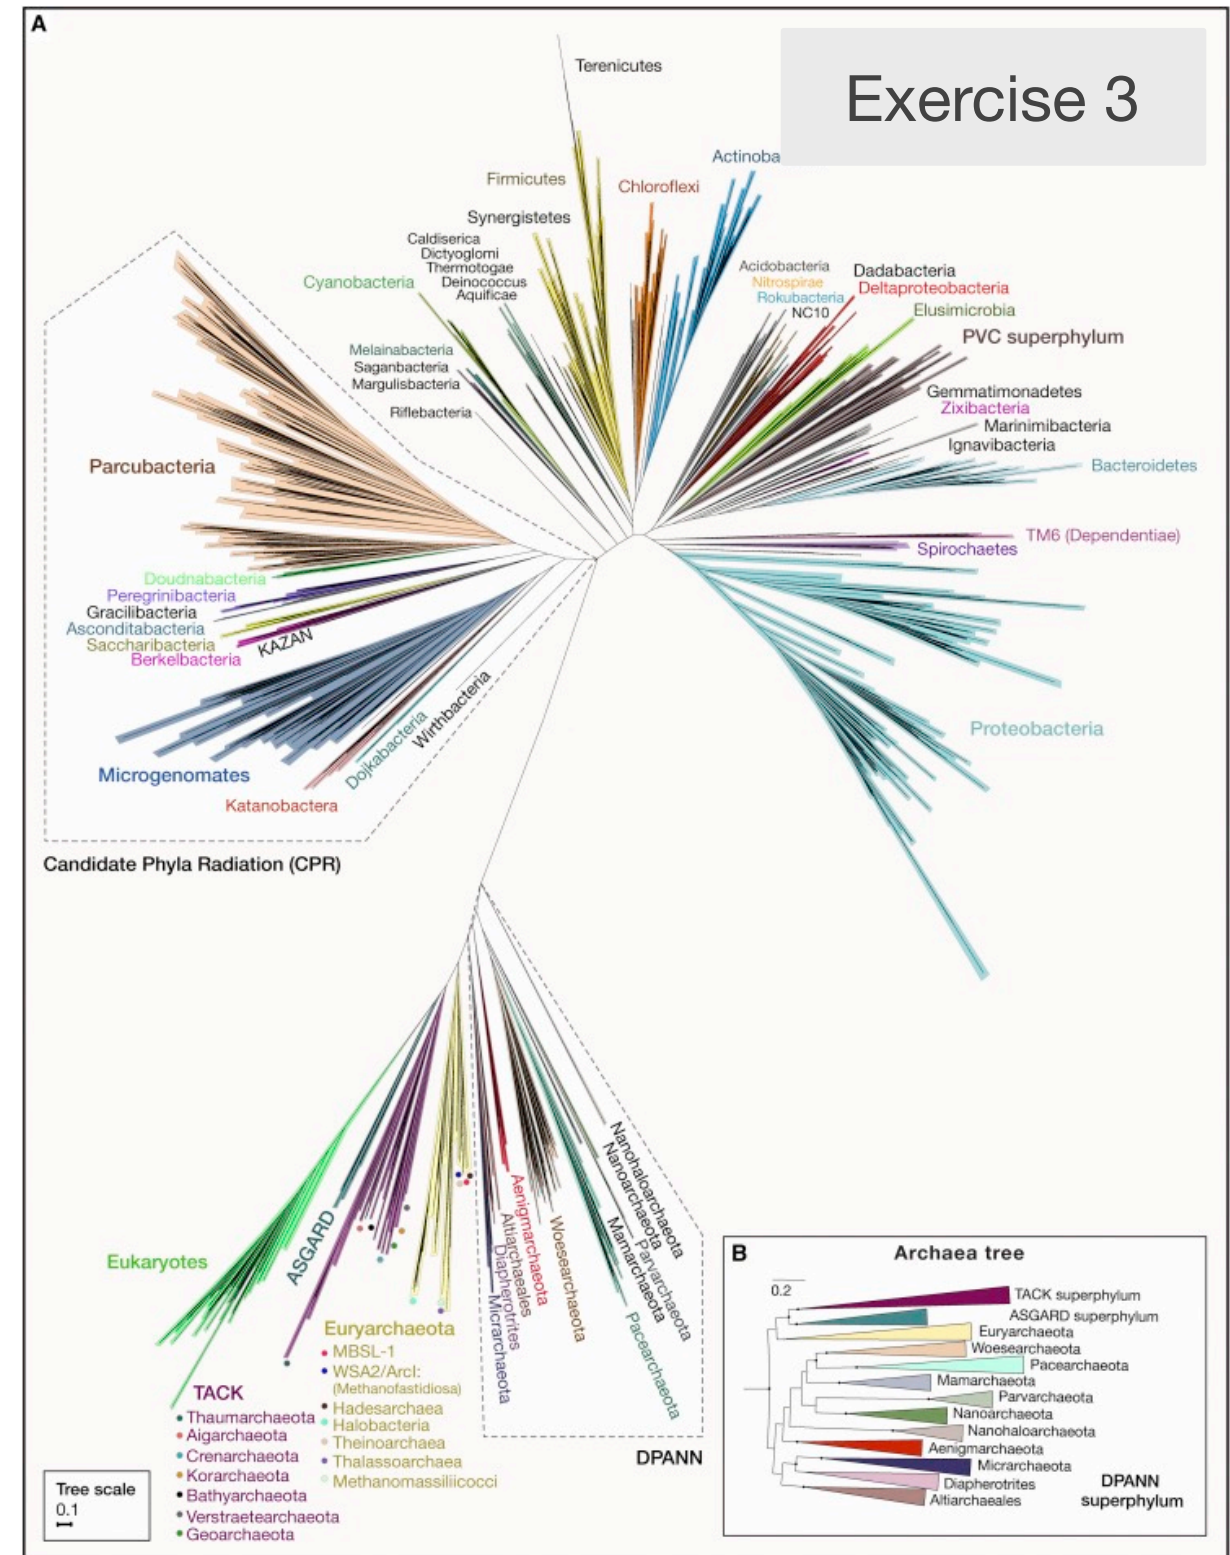 A
Exercise 3
Terenicutes
Actinoba
Firmicutes
Chloroflexi
Synergistetes
Caldiserica
Dictyoglomi
Thermotogae
Deinococcus
Aquificae
Cyanobacteria
Acidobacteria
Nitrospirae
Rokubacteria
NC10
Dadabacteria
Deltaproteobacteria
Elusimicrobia
PVC superphylum
Melainabacteria
Saganbacteria
Margulisbacteria
Riflebacteria
Gemmatimonadetes
Zixibacteria
Marinimibacteria
Ignavibacteria
Bacteroidetes
Parcubacteria
TM6 (Dependentiae)
Spirochaetes
Doudnabacteria
Peregrinibacteria
Gracilibacteria
Asconditabacteria
Saccharibacteria
Berkelbacteria
KAZAN
Proteobacteria
Microgenomates
Wirthbacteria
Dojkabacteria
Katanobactera
Candidate Phyla Radiation (CPR)
Eukaryotes
ASGARD
Nanohaloarchaeota
Nanoarchaeota
Parvarchaeota
Mamarchaeota
Pacearchaeota
Woesearchaeota
Aenigmarchaeota
Altiarchaeales
Diapherotrites
Micrarchaeota
DPANN
Euryarchaeota
MBSL-1
WSA2/ArcI:
(Methanofastidiosa)
Hadesarchaea
Halobacteria
Theinoarchaea
Thalassoarchaea
Methanomassiliicocci
TACK
Thaumarchaeota
Aigarchaeota
Crenarchaeota
Korarchaeota
Bathyarchaeota
Verstraetearchaeota
Geoarchaeota
Tree scale
0.1
B
Archaea tree
0.2
TACK superphylum
ASGARD superphylum
Euryarchaeota
Woesearchaeota
Pacearchaeota
Mamarchaeota
Parvarchaeota
Nanoarchaeota
Nanohaloarchaeota
Aenigmarchaeota
Micrarchaeota
Diapherotrites
Altiarchaeales
DPANN
superphylum